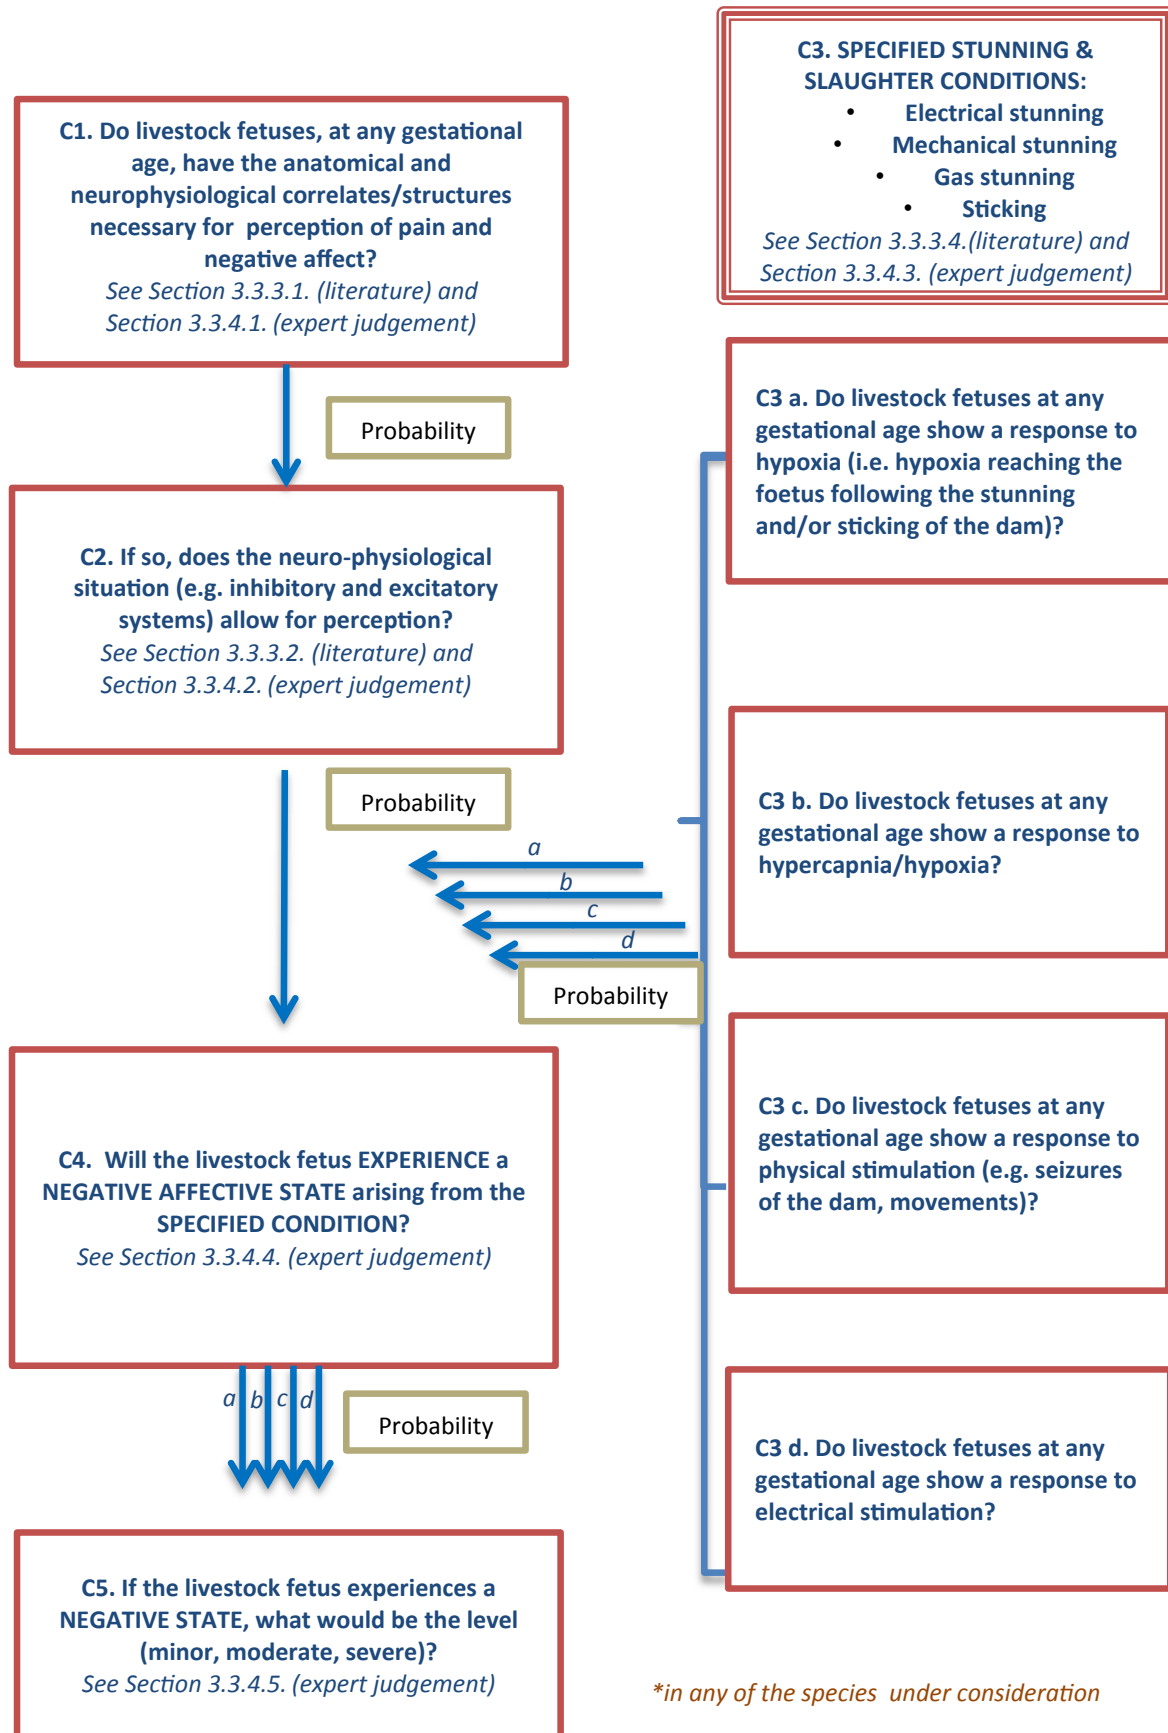 C1. Do livestock fetuses, at any gestational
age, have the anatomical and
neurophysiological correlates/structures
necessary for perception of pain and
negative affect?
See Section 3.3.3.1. (literature) and
Section 3.3.4.1. (expert judgement)
Probability
C2. If so, does the neuro-physiological
situation (e.g. inhibitory and excitatory
systems) allow for perception?
See Section 3.3.3.2. (literature) and
Section 3.3.4.2. (expert judgement)
Probability
a
b
c
d
Probability
C4. Will the livestock fetus EXPERIENCE a
NEGATIVE AFFECTIVE STATE arising from the
SPECIFIED CONDITION?
See Section 3.3.4.4. (expert judgement)
a b c d
Probability
C5. If the livestock fetus experiences a
NEGATIVE STATE, what would be the level
(minor, moderate, severe)?
See Section 3.3.4.5. (expert judgement)
C3. SPECIFIED STUNNING &
SLAUGHTER CONDITIONS:
• Electrical stunning
• Mechanical stunning
• Gas stunning
• Sticking
See Section 3.3.3.4.(literature) and
Section 3.3.4.3. (expert judgement)
C3 a. Do livestock fetuses at any
gestational age show a response to
hypoxia (i.e. hypoxia reaching the
foetus following the stunning
and/or sticking of the dam)?
C3 b. Do livestock fetuses at any
gestational age show a response to
hypercapnia/hypoxia?
C3 c. Do livestock fetuses at any
gestational age show a response to
physical stimulation (e.g. seizures
of the dam, movements)?
C3 d. Do livestock fetuses at any
gestational age show a response to
electrical stimulation?
*in any of the species under consideration